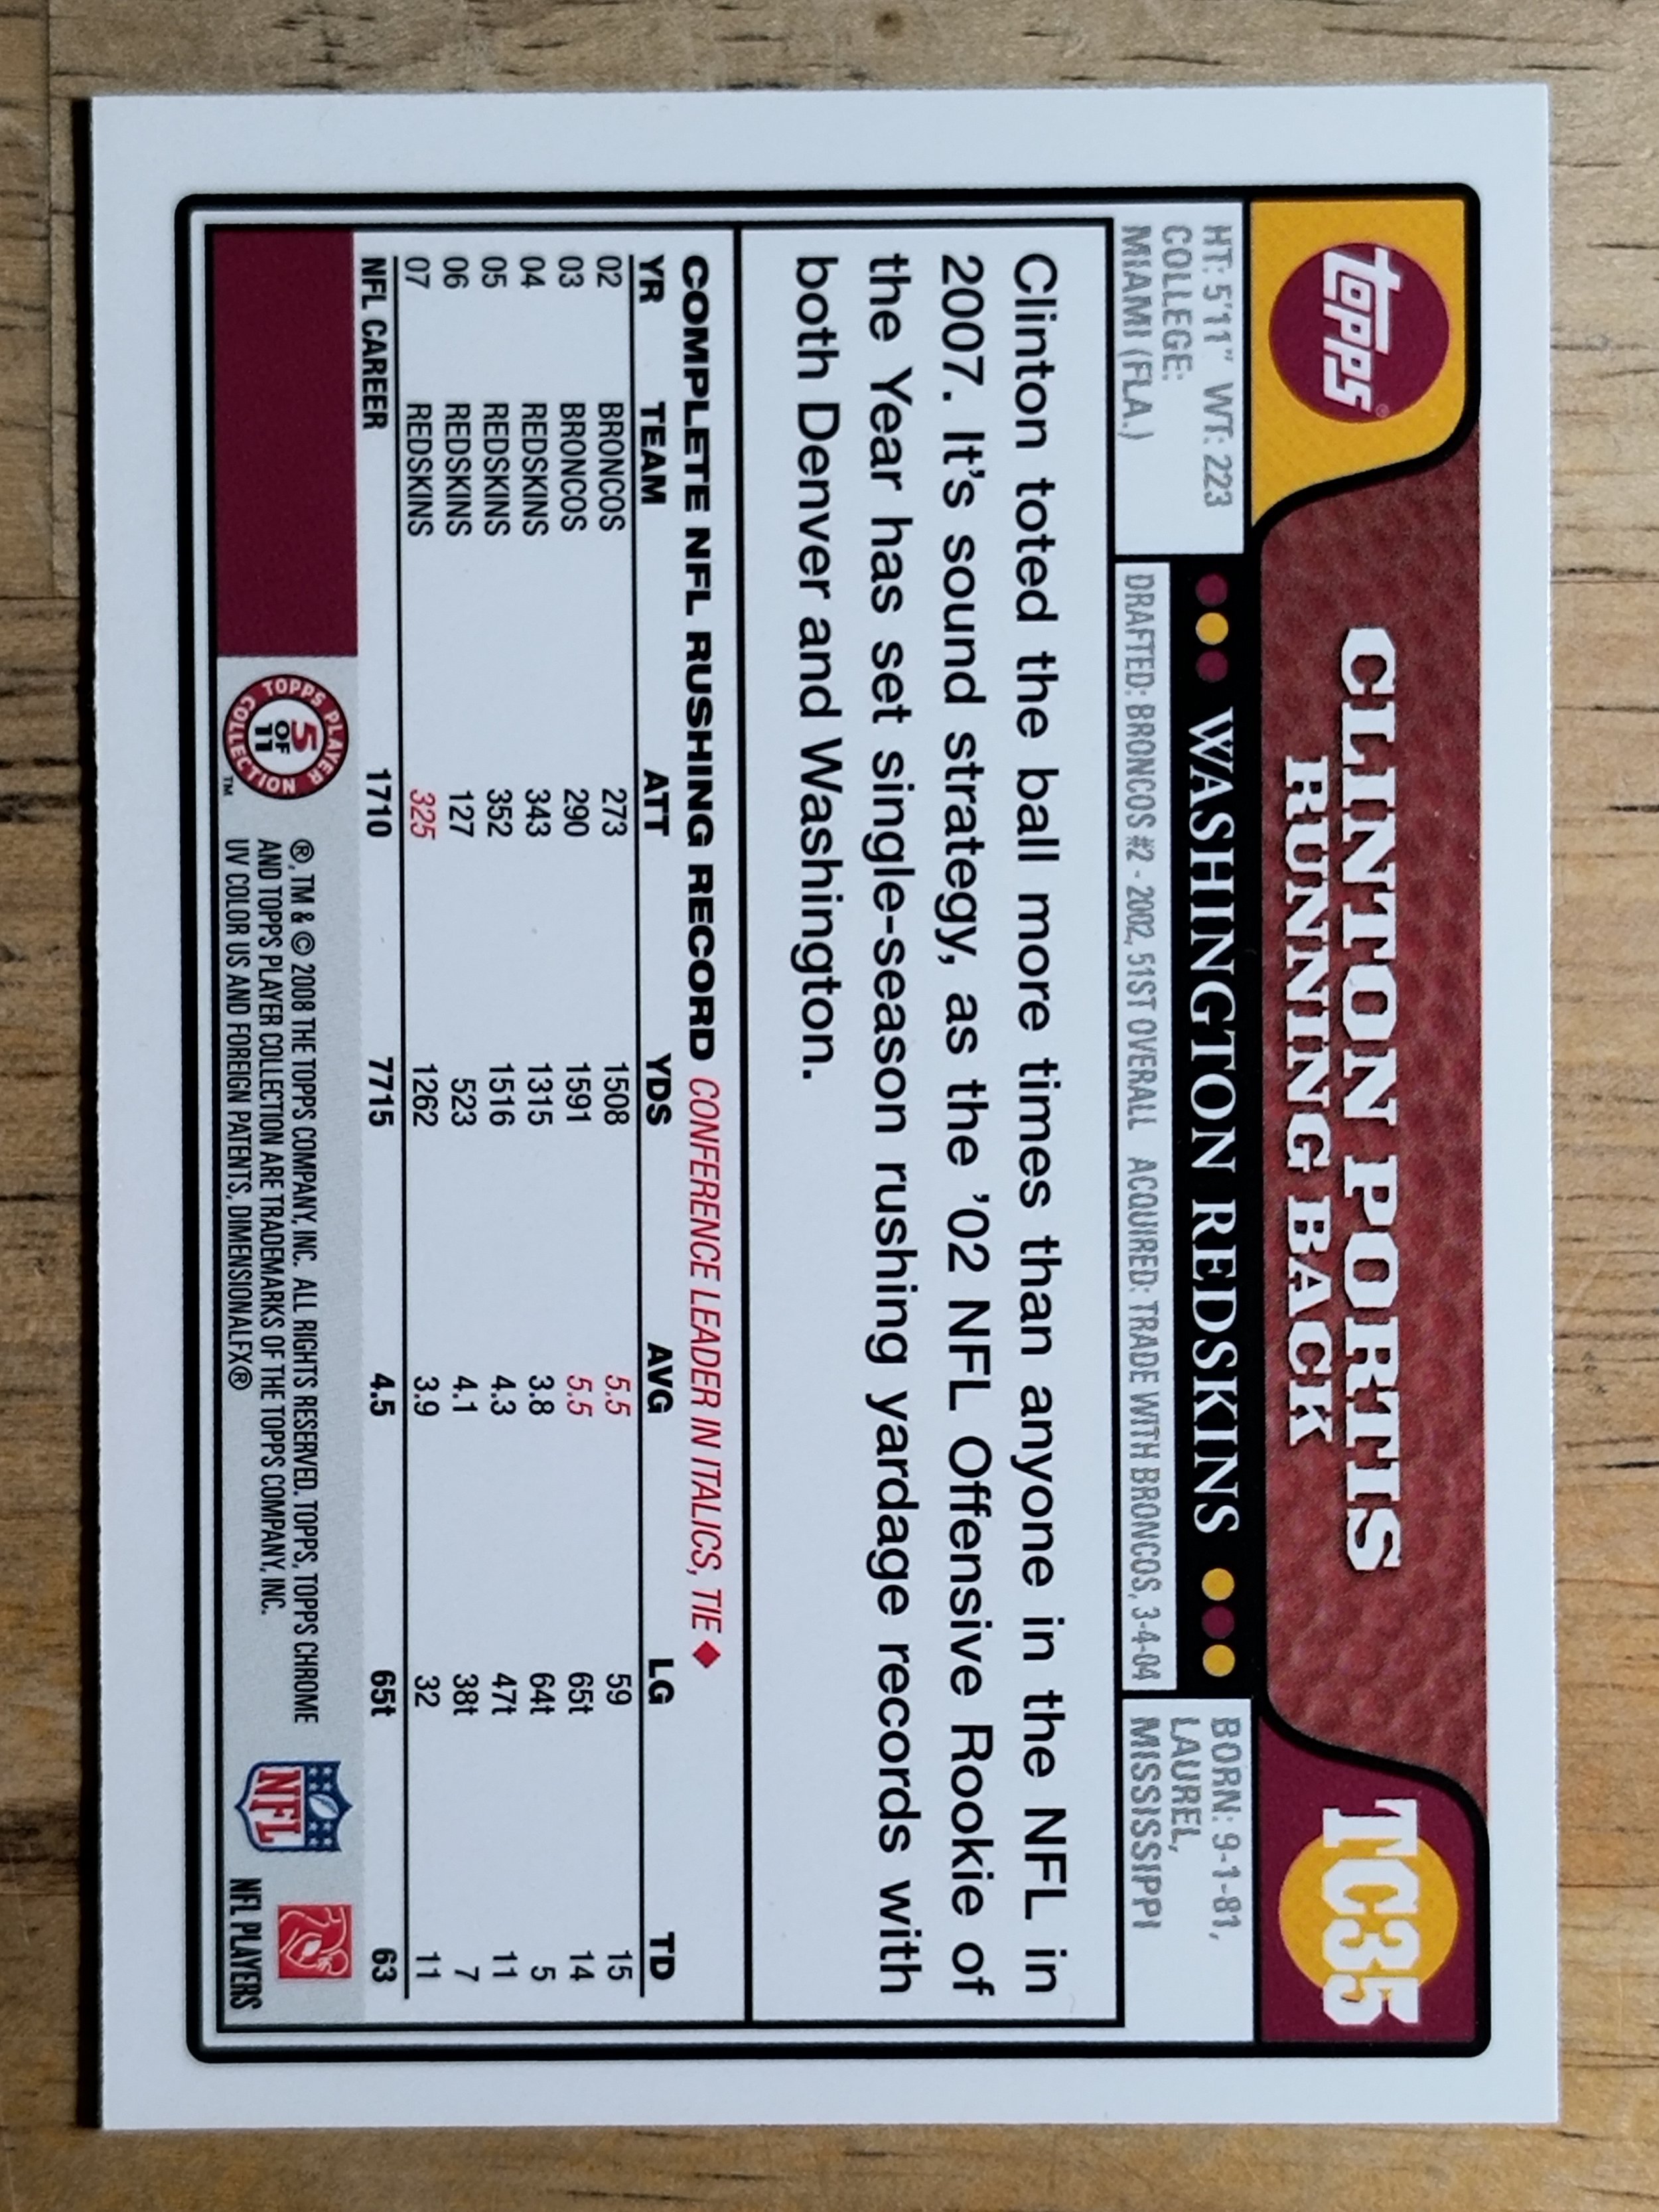 topps®
CLINTON PORTIS
RUNNING BACK
TC35
HT: 5'11" WT: 223
COLLEGE:
MIAMI (FLA.)
WASHINGTON REDSKINS
DRAFTED: BRONCOS #2 - 2002, 51ST OVERALL ACQUIRED: TRADE WITH BRONCOS, 3-4-04
BORN: 9-1-81,
LAUREL,
MISSISSIPPI
Clinton toted the ball more times than anyone in the NFL in
2007. It's sound strategy, as the '02 NFL Offensive Rookie of
the Year has set single-season rushing yardage records with
both Denver and Washington.
COMPLETE NFL RUSHING RECORD CONFERENCE LEADER IN ITALICS, TIE ♦
YR TEAM ATT YDS AVG LG TD
02 BRONCOS 273 1508 5.5 59 15
03 BRONCOS 290 1591 5.5 65t 14
04 REDSKINS 343 1315 3.8 64t 5
05 REDSKINS 352 1516 4.3 47t 11
06 REDSKINS 127 523 4.1 38t 7
07 REDSKINS 325 1262 3.9 32 11
NFL CAREER 1710 7715 4.5 65t 63
TOPPS PLAYER
5
OF
11
COLLECTION
TM
®, TM & © 2008 THE TOPPS COMPANY, INC. ALL RIGHTS RESERVED. TOPPS, TOPPS CHROME
AND TOPPS PLAYER COLLECTION ARE TRADEMARKS OF THE TOPPS COMPANY, INC.
UV COLOR US AND FOREIGN PATENTS, DIMENSIONALFX®
NFL
NFL PLAYERS